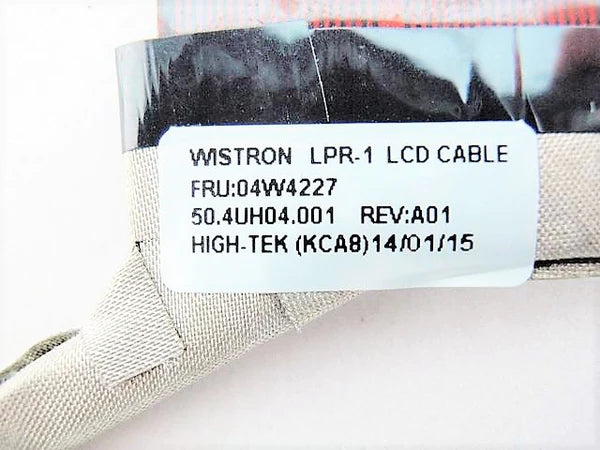 WISTRON LPR-1 LCD CABLE
FRU:04W4227
50.4UH04.001 REV:A01
HIGH-TEK (KCA8)14/01/15